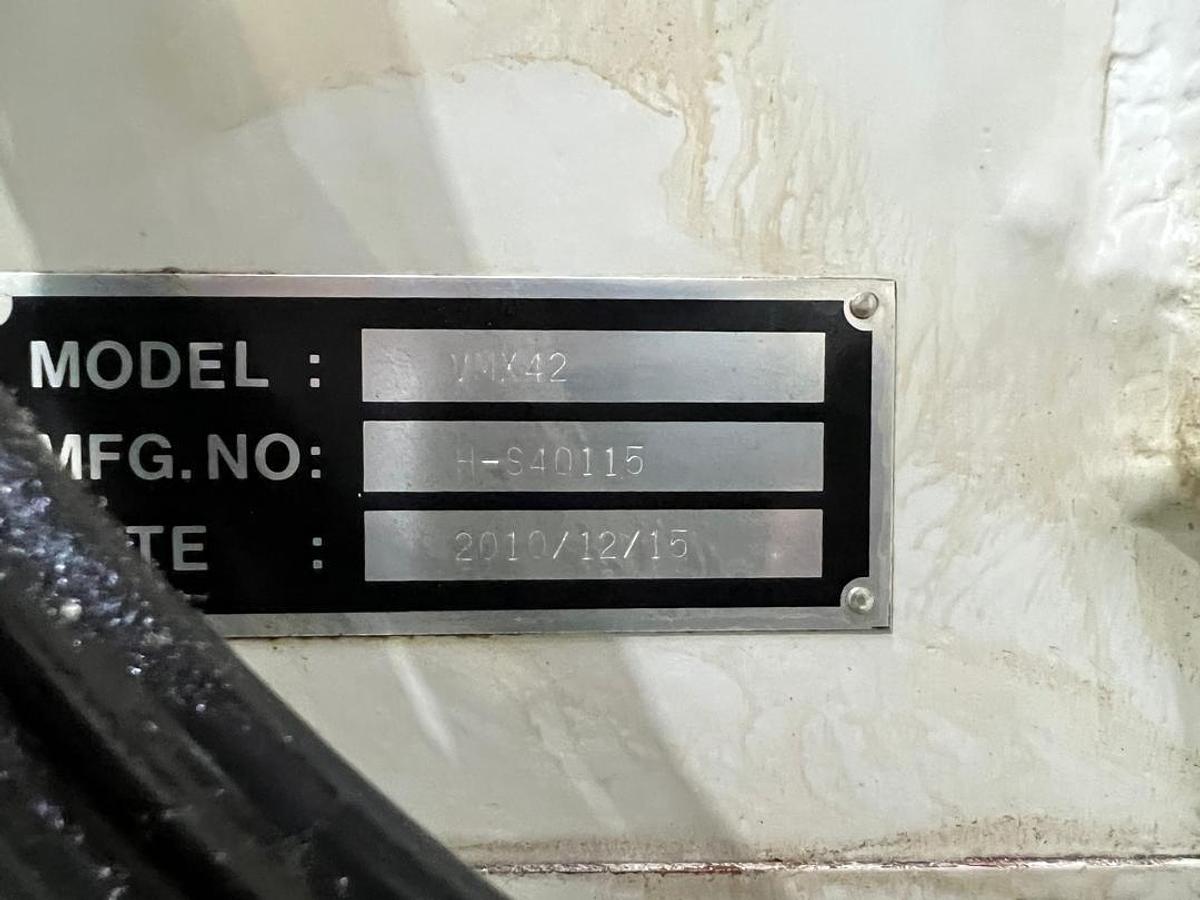 MODEL : VMX42
MFG.NO: H-S40115
TE : 2010/12/15